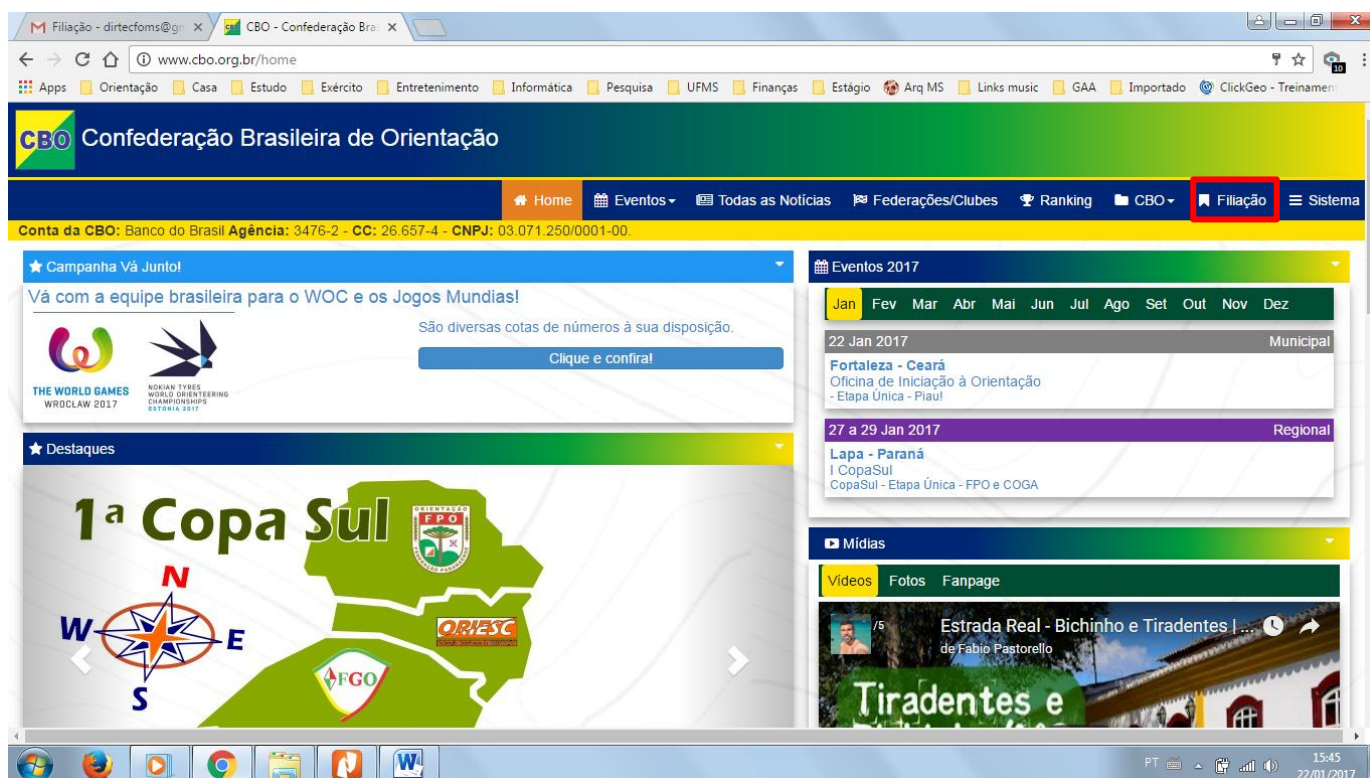 Filiação - dirtecfoms@gm
CBO - Confederação Bras
www.cbo.org.br/home
10
Apps Orientação Casa Estudo Exército Entretenimento Informática Pesquisa UFMS Finanças Estágio Arq MS Links music GAA Importado ClickGeo - Treinamen
CBO Confederação Brasileira de Orientação
Home Eventos Todas as Notícias Federações/Clubes Ranking CBO Filiação Sistema
Conta da CBO: Banco do Brasil Agência: 3476-2 - CC: 26.657-4 - CNPJ: 03.071.250/0001-00.
Campanha Vá Junto!
Vá com a equipe brasileira para o WOC e os Jogos Mundias!
São diversas cotas de números à sua disposição.
Clique e confira!
THE WORLD GAMES
WROCŁAW 2017
NOKIAN TYRES
WORLD ORIENTEERING
CHAMPIONSHIPS
ESTONIA 2017
Destaques
1ª Copa Sul
ORIENTAÇÃO
FPO
N
W
E
S
ORIESC
FGO
Eventos 2017
Jan Fev Mar Abr Mai Jun Jul Ago Set Out Nov Dez
22 Jan 2017 Municipal
Fortaleza - Ceará
Oficina de Iniciação à Orientação
- Etapa Única - Piau!
27 a 29 Jan 2017 Regional
Lapa - Paraná
I CopaSul
CopaSul - Etapa Única - FPO e COGA
Mídias
Vídeos Fotos Fanpage
/5 Estrada Real - Bichinho e Tiradentes | ...
de Fabio Pastorello
Tiradentes e
PT 15:45
22/01/2017